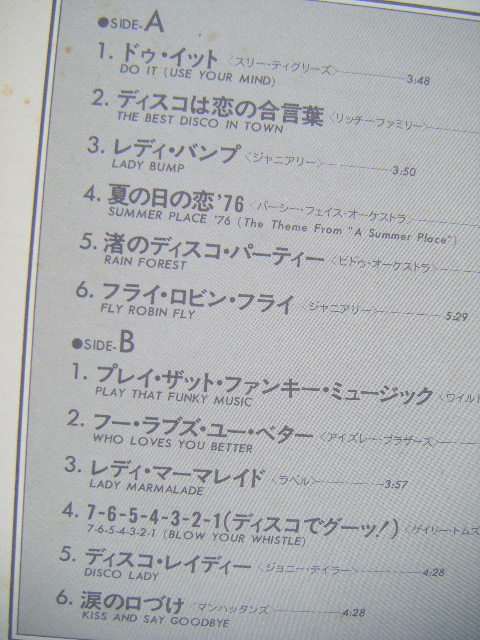 ●SIDE-A
1. ドゥ・イット〈スリー・ディグリーズ〉3:48
DO IT (USE YOUR MIND)
2. ディスコは恋の合言葉〈リッチーファミリー〉
THE BEST DISCO IN TOWN
3. レディ・バンプ〈ジャニアリー〉3:50
LADY BUMP
4. 夏の日の恋'76〈パーシー・フェイス・オーケストラ〉
SUMMER PLACE '76 (The Theme From "A Summer Place")
5. 渚のディスコ・パーティー〈ビドゥ・オーケストラ〉
RAIN FOREST
6. フライ・ロビン・フライ〈ジャニアリー〉5:29
FLY ROBIN FLY
●SIDE-B
1. プレイ・ザット・ファンキー・ミュージック〈ワイルド
PLAY THAT FUNKY MUSIC
2. フー・ラブズ・ユー・ベター〈アイズレー・ブラザーズ〉
WHO LOVES YOU BETTER
3. レディ・マーマレイド〈ラベル〉3:57
LADY MARMALADE
4. 7-6-5-4-3-2-1(ディスコでグーッ!)〈ゲイリー・トムズ
7-6-5-4-3-2-1 (BLOW YOUR WHISTLE)
5. ディスコ・レイディー〈ジョニー・テイラー〉4:28
DISCO LADY
6. 涙の口づけ〈マンハッタンズ〉4:28
KISS AND SAY GOODBYE